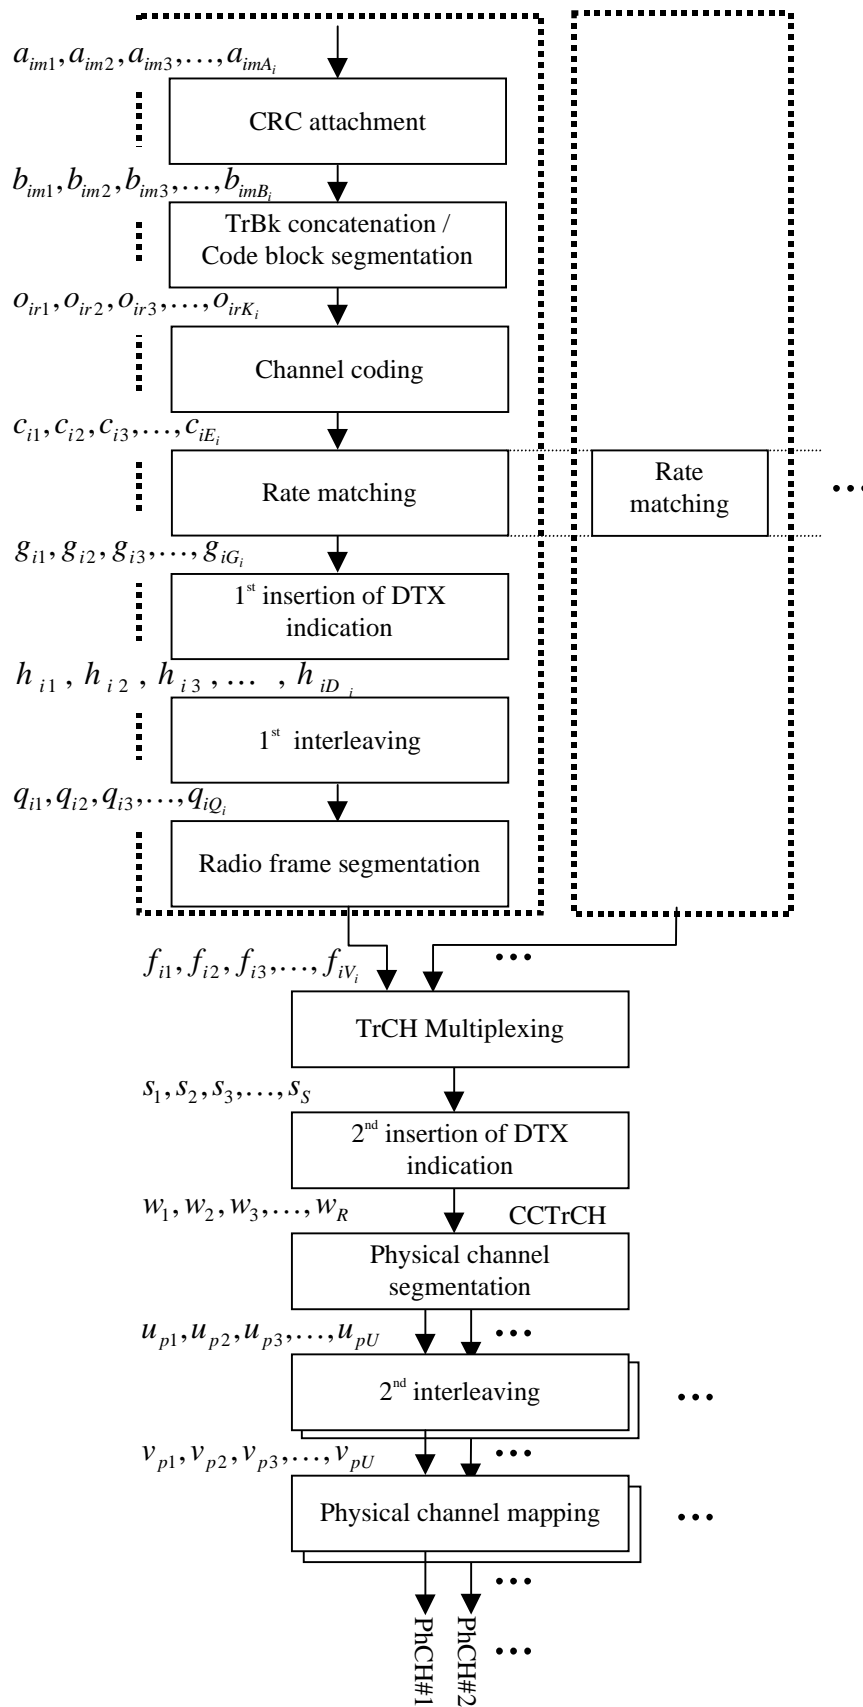 a_{im1}, a_{im2}, a_{im3}, ..., a_{imA_i}
CRC attachment
b_{im1}, b_{im2}, b_{im3}, ..., b_{imB_i}
TrBk concatenation /
Code block segmentation
o_{ir1}, o_{ir2}, o_{ir3}, ..., o_{irK_i}
Channel coding
c_{i1}, c_{i2}, c_{i3}, ..., c_{iE_i}
Rate matching
Rate
matching
...
g_{i1}, g_{i2}, g_{i3}, ..., g_{iG_i}
1st insertion of DTX
indication
h_{i1}, h_{i2}, h_{i3}, ..., h_{iD_i}
1st interleaving
q_{i1}, q_{i2}, q_{i3}, ..., q_{iQ_i}
Radio frame segmentation
f_{i1}, f_{i2}, f_{i3}, ..., f_{iV_i}
...
TrCH Multiplexing
s_1, s_2, s_3, ..., s_S
2nd insertion of DTX
indication
w_1, w_2, w_3, ..., w_R
CCTrCH
Physical channel
segmentation
u_{p1}, u_{p2}, u_{p3}, ..., u_{pU}
...
2nd interleaving
...
v_{p1}, v_{p2}, v_{p3}, ..., v_{pU}
...
Physical channel mapping
...
...
PhCH#1
PhCH#2
...